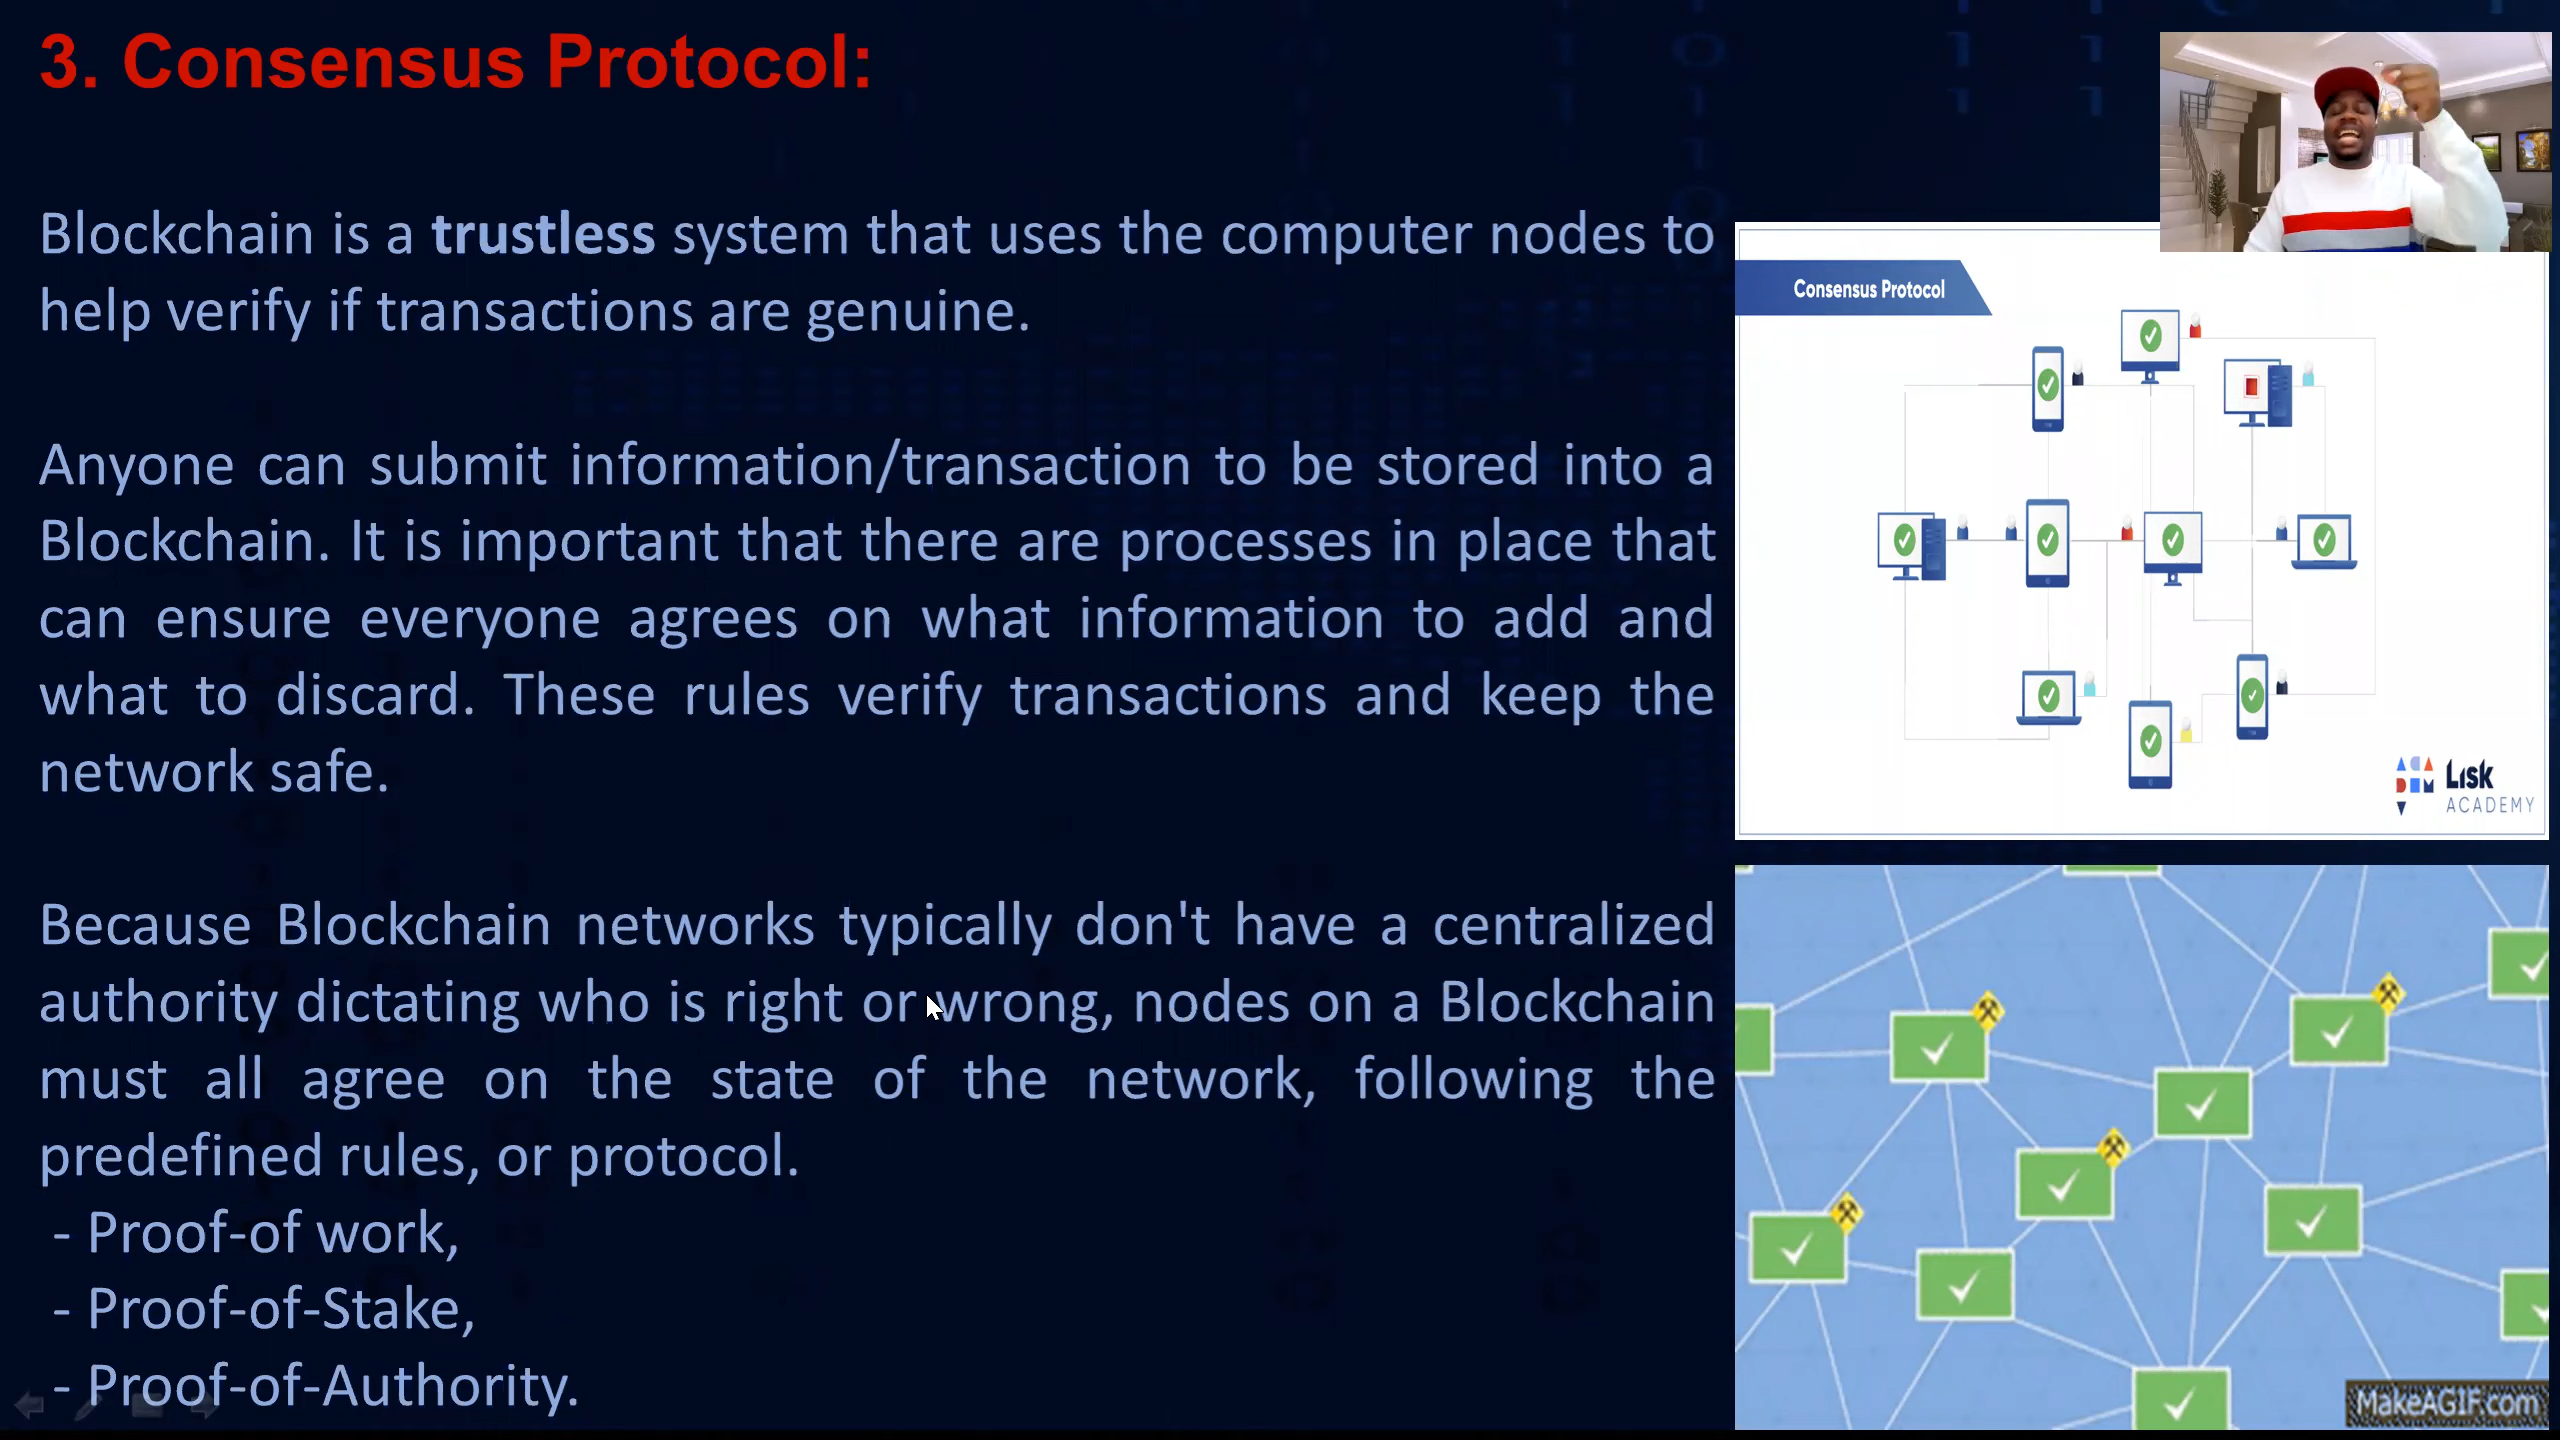 3. Consensus Protocol:
Blockchain is a trustless system that uses the computer nodes to
help verify if transactions are genuine.
Anyone can submit information/transaction to be stored into a
Blockchain. It is important that there are processes in place that
can ensure everyone agrees on what information to add and
what to discard. These rules verify transactions and keep the
network safe.
Because Blockchain networks typically don't have a centralized
authority dictating who is right or wrong, nodes on a Blockchain
must all agree on the state of the network, following the
predefined rules, or protocol.
- Proof-of work,
- Proof-of-Stake,
- Proof-of-Authority.
Consensus Protocol
Lisk
ACADEMY
MakeAGIF.com